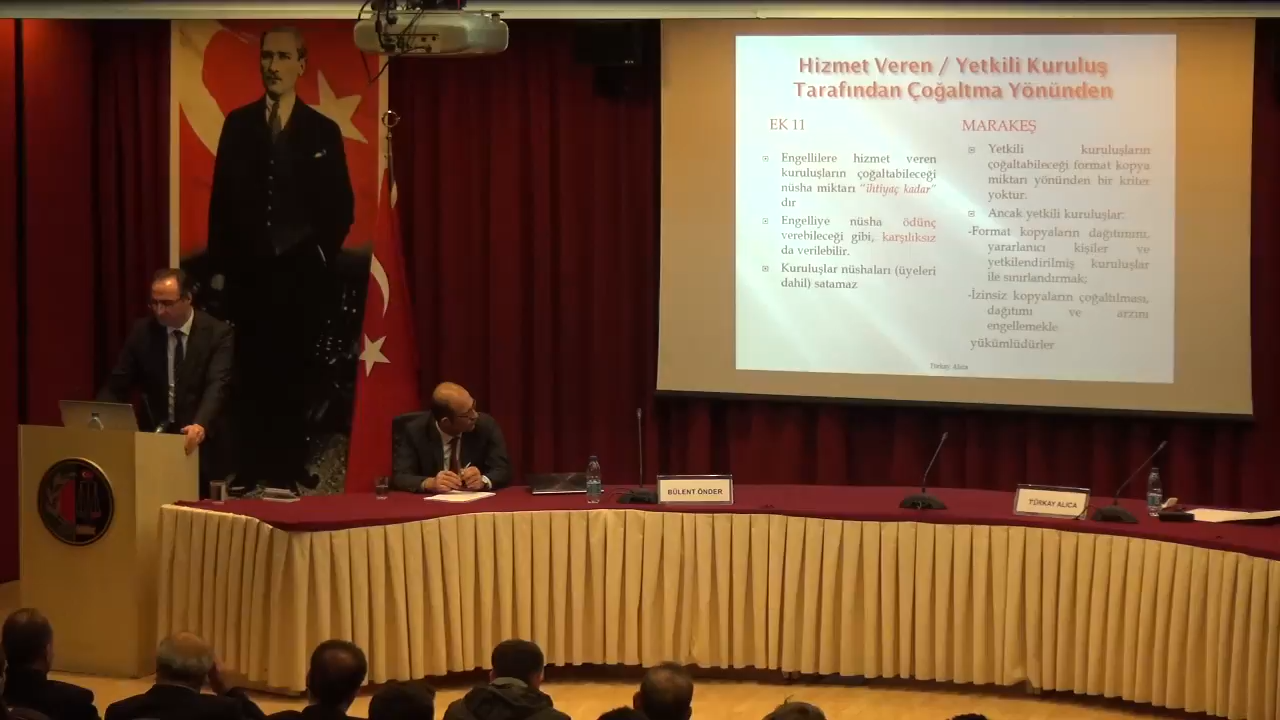 Hizmet Veren / Yetkili Kuruluş
Tarafından Çoğaltma Yönünden
EK 11
Engellilere hizmet veren
kuruluşların çoğaltabileceği
nüsha miktarı "ihtiyaç kadar"
dır
Engelliye nüsha ödünç
verebileceği gibi, karşılıksız
da verilebilir.
Kuruluşlar nüshaları (üyeleri
dahil) satamaz
MARAKEŞ
Yetkili kuruluşların
çoğaltabileceği format kopya
miktarı yönünden bir kriter
yoktur.
Ancak yetkili kuruluşlar:
-Format kopyaların dağıtımını,
yararlanıcı kişiler ve
yetkilendirilmiş kuruluşlar
ile sınırlandırmak;
-İzinsiz kopyaların çoğaltılması,
dağıtımı ve arzını
engellemekle
yükümlüdürler
Türkay Alıca
BÜLENT ÖNDER
TÜRKAY ALICA